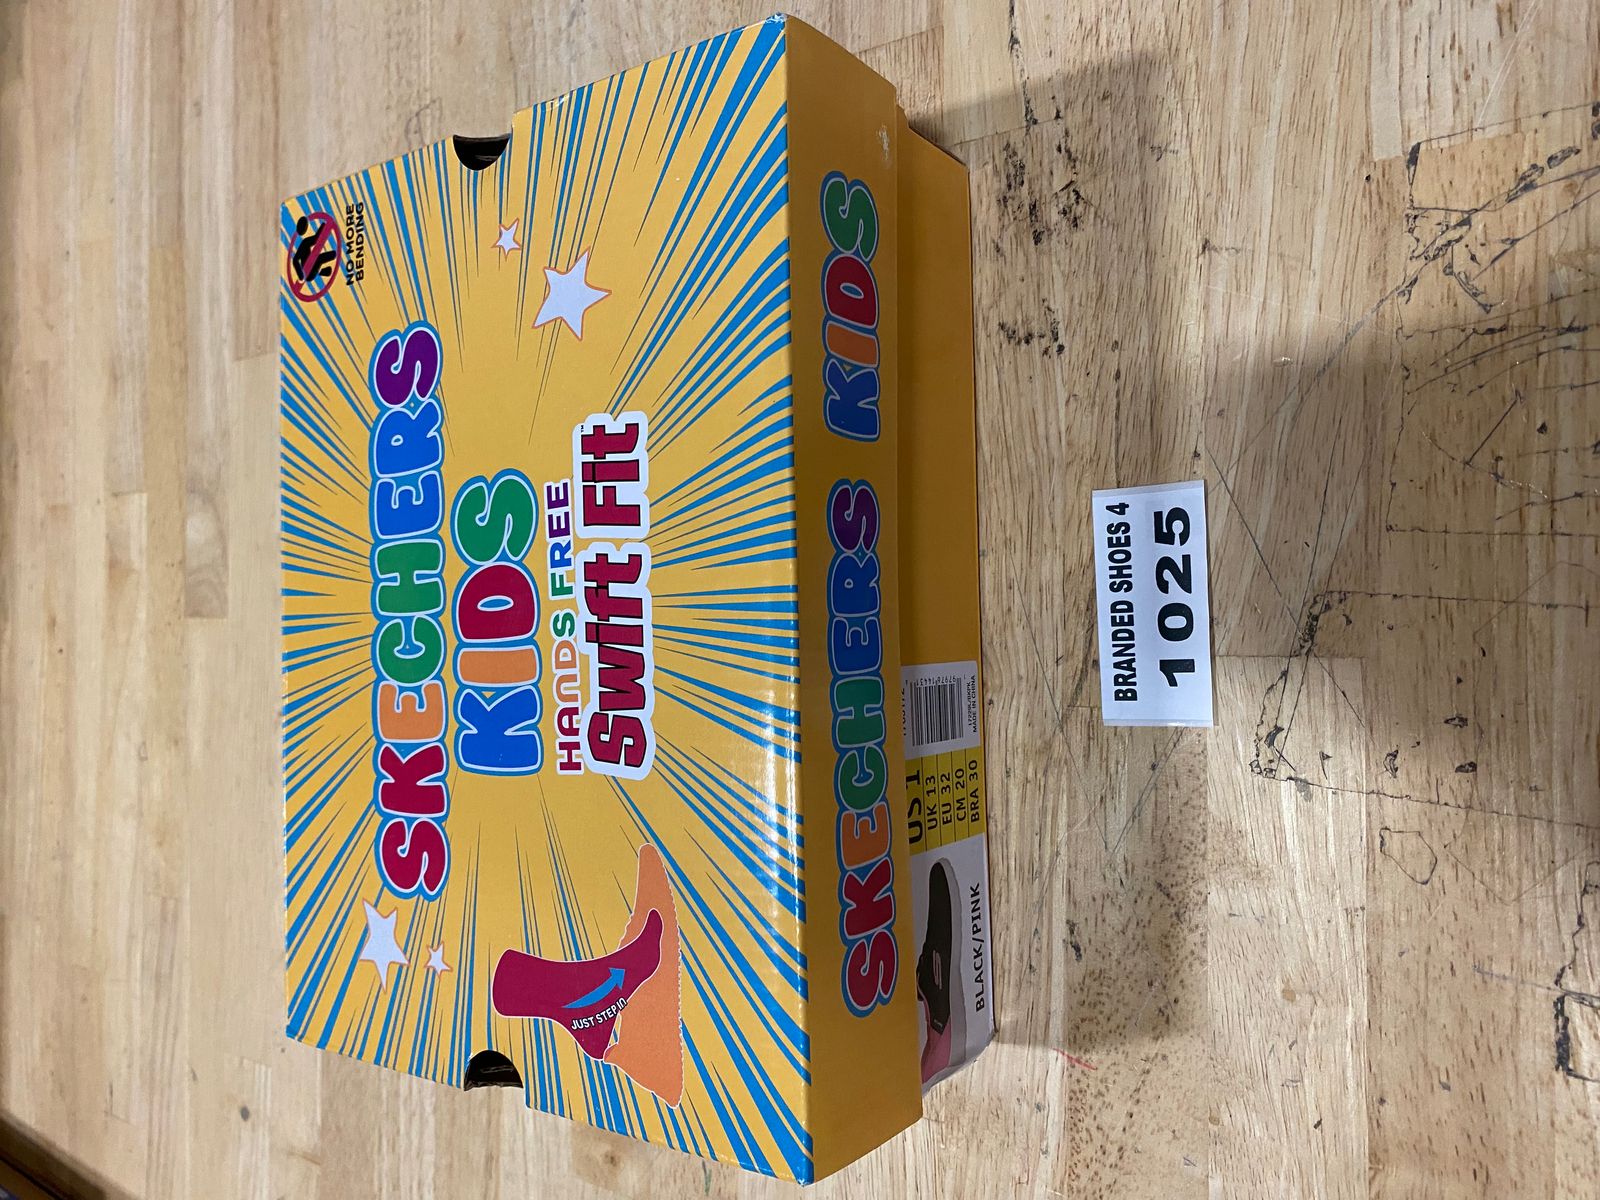 NO MORE
BENDING
SKECHERS
KIDS
HANDS FREE
Swift Fit™
JUST STEP IN
SKECHERS KIDS
US 1
UK 13
EU 32
CM 20
BRA 30
MADE IN CHINA
BLACK/PINK
BRANDED SHOES 4
1025